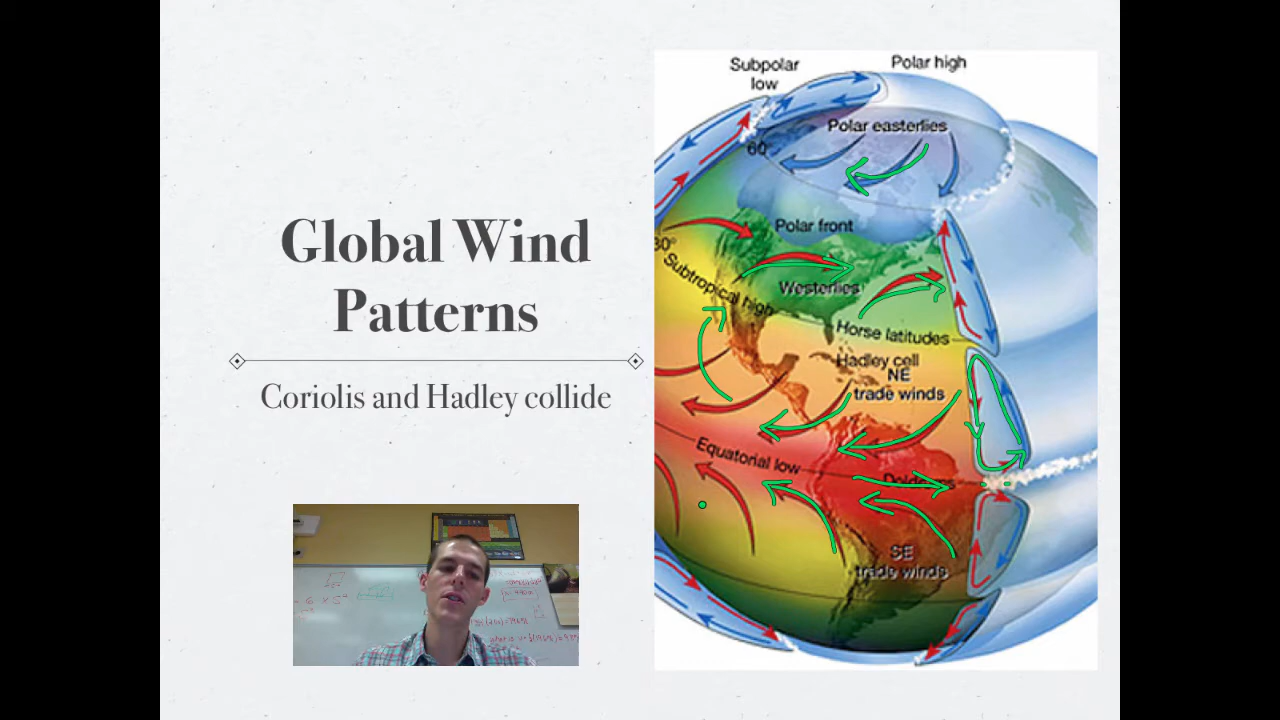 Global Wind
Patterns
Coriolis and Hadley collide
Subpolar
low
Polar high
Polar easterlies
60°
Polar front
30°
Subtropical high
Westerlies
Horse latitudes
Hadley cell
NE
trade winds
Equatorial low
Doldrums
SE
trade winds